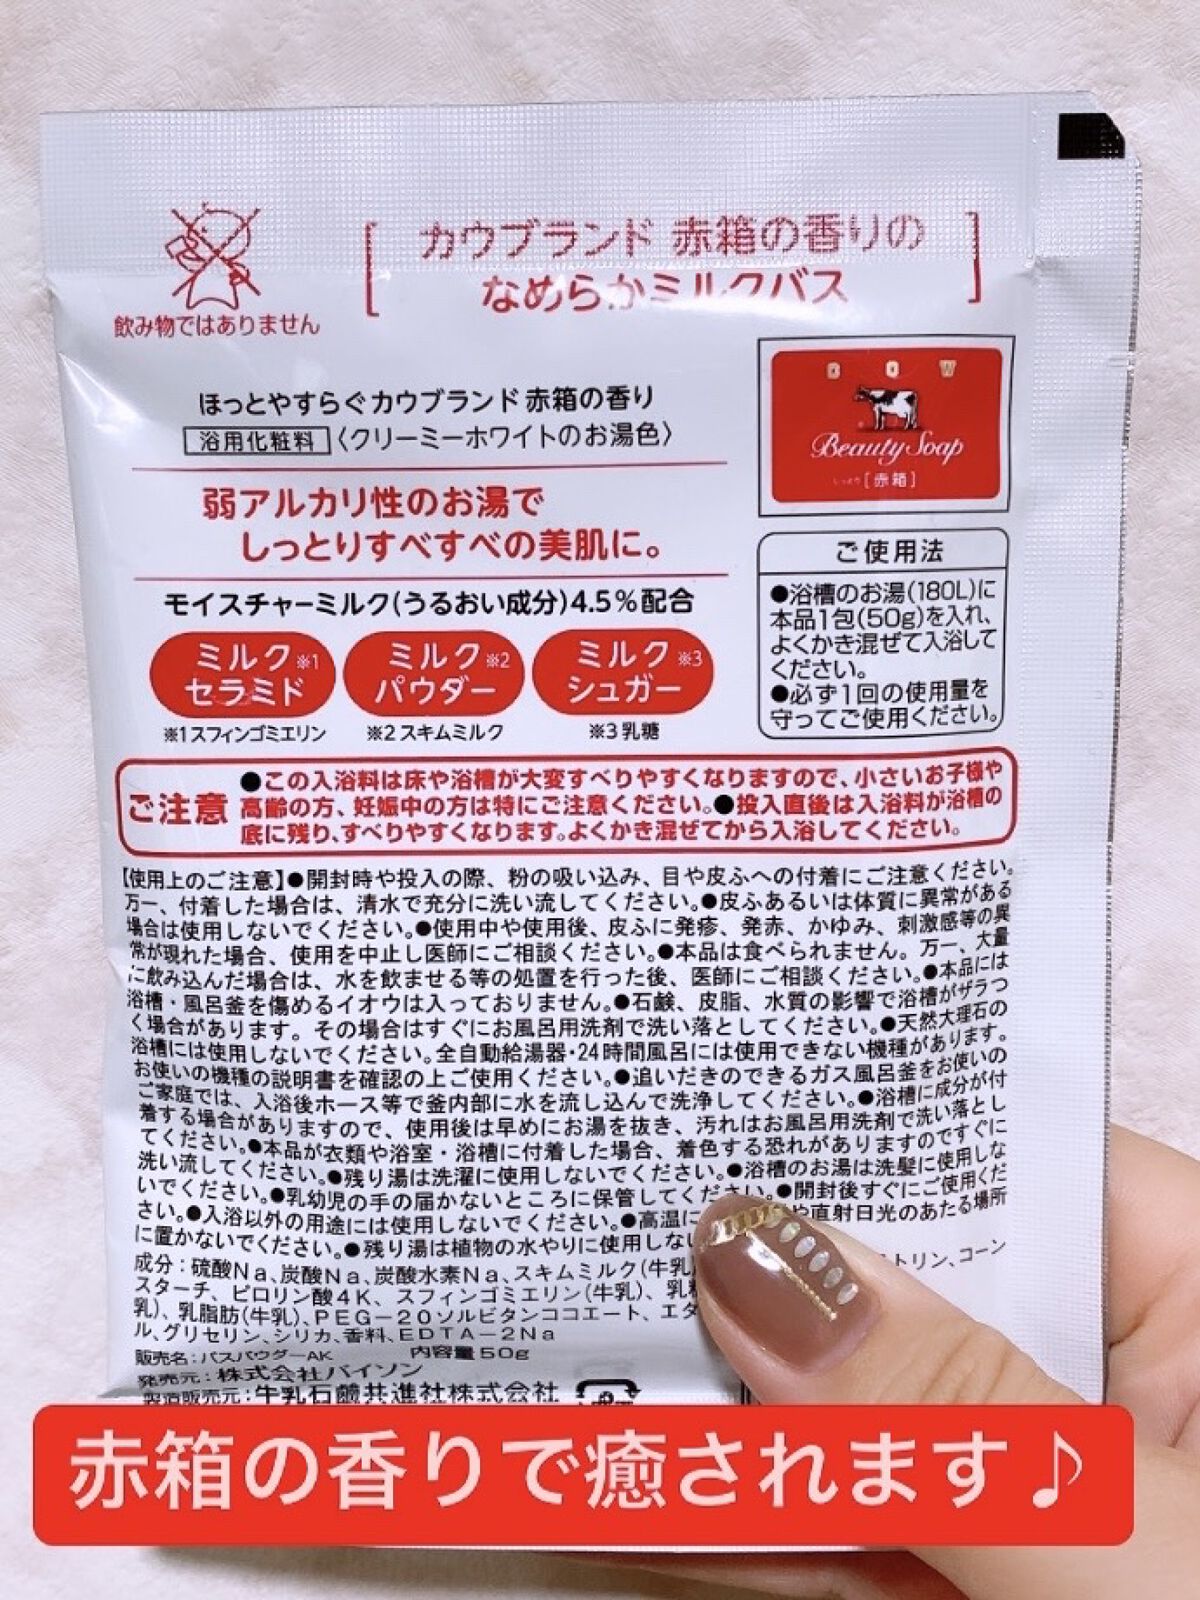 カウブランド 赤箱の香りの
なめらかミルクバス
飲み物ではありません
ほっとやすらぐカウブランド赤箱の香り
浴用化粧料〈クリーミーホワイトのお湯色〉
弱アルカリ性のお湯で
しっとりすべすべの美肌に。
モイスチャーミルク(うるおい成分)4.5%配合
ミルク※1
セラミド
ミルク※2
パウダー
ミルク※3
シュガー
※1スフィンゴミエリン
※2スキムミルク
※3乳糖
COW
Beauty Soap
しっとり[赤箱]
ご使用法
●浴槽のお湯(180L)に
本品1包(50g)を入れ、
よくかき混ぜて入浴して
ください。
●必ず1回の使用量を
守ってご使用ください。
ご注意
●この入浴料は床や浴槽が大変すべりやすくなりますので、小さいお子様や
高齢の方、妊娠中の方は特にご注意ください。●投入直後は入浴料が浴槽の
底に残り、すべりやすくなります。よくかき混ぜてから入浴してください。
【使用上のご注意】●開封時や投入の際、粉の吸い込み、目や皮ふへの付着にご注意ください。
万一、付着した場合は、清水で充分に洗い流してください。●皮ふあるいは体質に異常がある
場合は使用しないでください。●使用中や使用後、皮ふに発疹、発赤、かゆみ、刺激感等の異
常が現れた場合、使用を中止し医師にご相談ください。●本品は食べられません。万一、大量
に飲み込んだ場合は、水を飲ませる等の処置を行った後、医師にご相談ください。●本品には
浴槽・風呂釜を傷めるイオウは入っておりません。●石鹸、皮脂、水質の影響で浴槽がザラつ
く場合があります。その場合はすぐにお風呂用洗剤で洗い落としてください。●天然大理石の
浴槽には使用しないでください。全自動給湯器・24時間風呂には使用できない機種があります。
お使いの機種の説明書を確認の上ご使用ください。●追いだきのできるガス風呂釜をお使いの
ご家庭では、入浴後ホース等で釜内部に水を流し込んで洗浄してください。●浴槽に成分が付
着する場合がありますので、使用後は早めにお湯を抜き、汚れはお風呂用洗剤で洗い落とし
てください。●本品が衣類や浴室・浴槽に付着した場合、着色する恐れがありますのですぐに
洗い流してください。●残り湯は洗濯に使用しないでください。●浴槽のお湯は洗髪に使用しな
いでください。●乳幼児の手の届かないところに保管してください。●開封後すぐにご使用くだ
さい。●入浴以外の用途には使用しないでください。●高温に や直射日光のあたる場所
に置かないでください。●残り湯は植物の水やりに使用しない
成分：硫酸Na、炭酸Na、炭酸水素Na、スキムミルク(牛乳) トリン、コーン
スターチ、ピロリン酸4K、スフィンゴミエリン(牛乳)、乳糖
乳)、乳脂肪(牛乳)、PEG-20ソルビタンココエート、エタ
ル、グリセリン、シリカ、香料、EDTA-2Na
販売名：バスパウダーAK 内容量50g
発売元：株式会社バイソン
製造販売元：牛乳石鹸共進社株式会社
赤箱の香りで癒されます♪